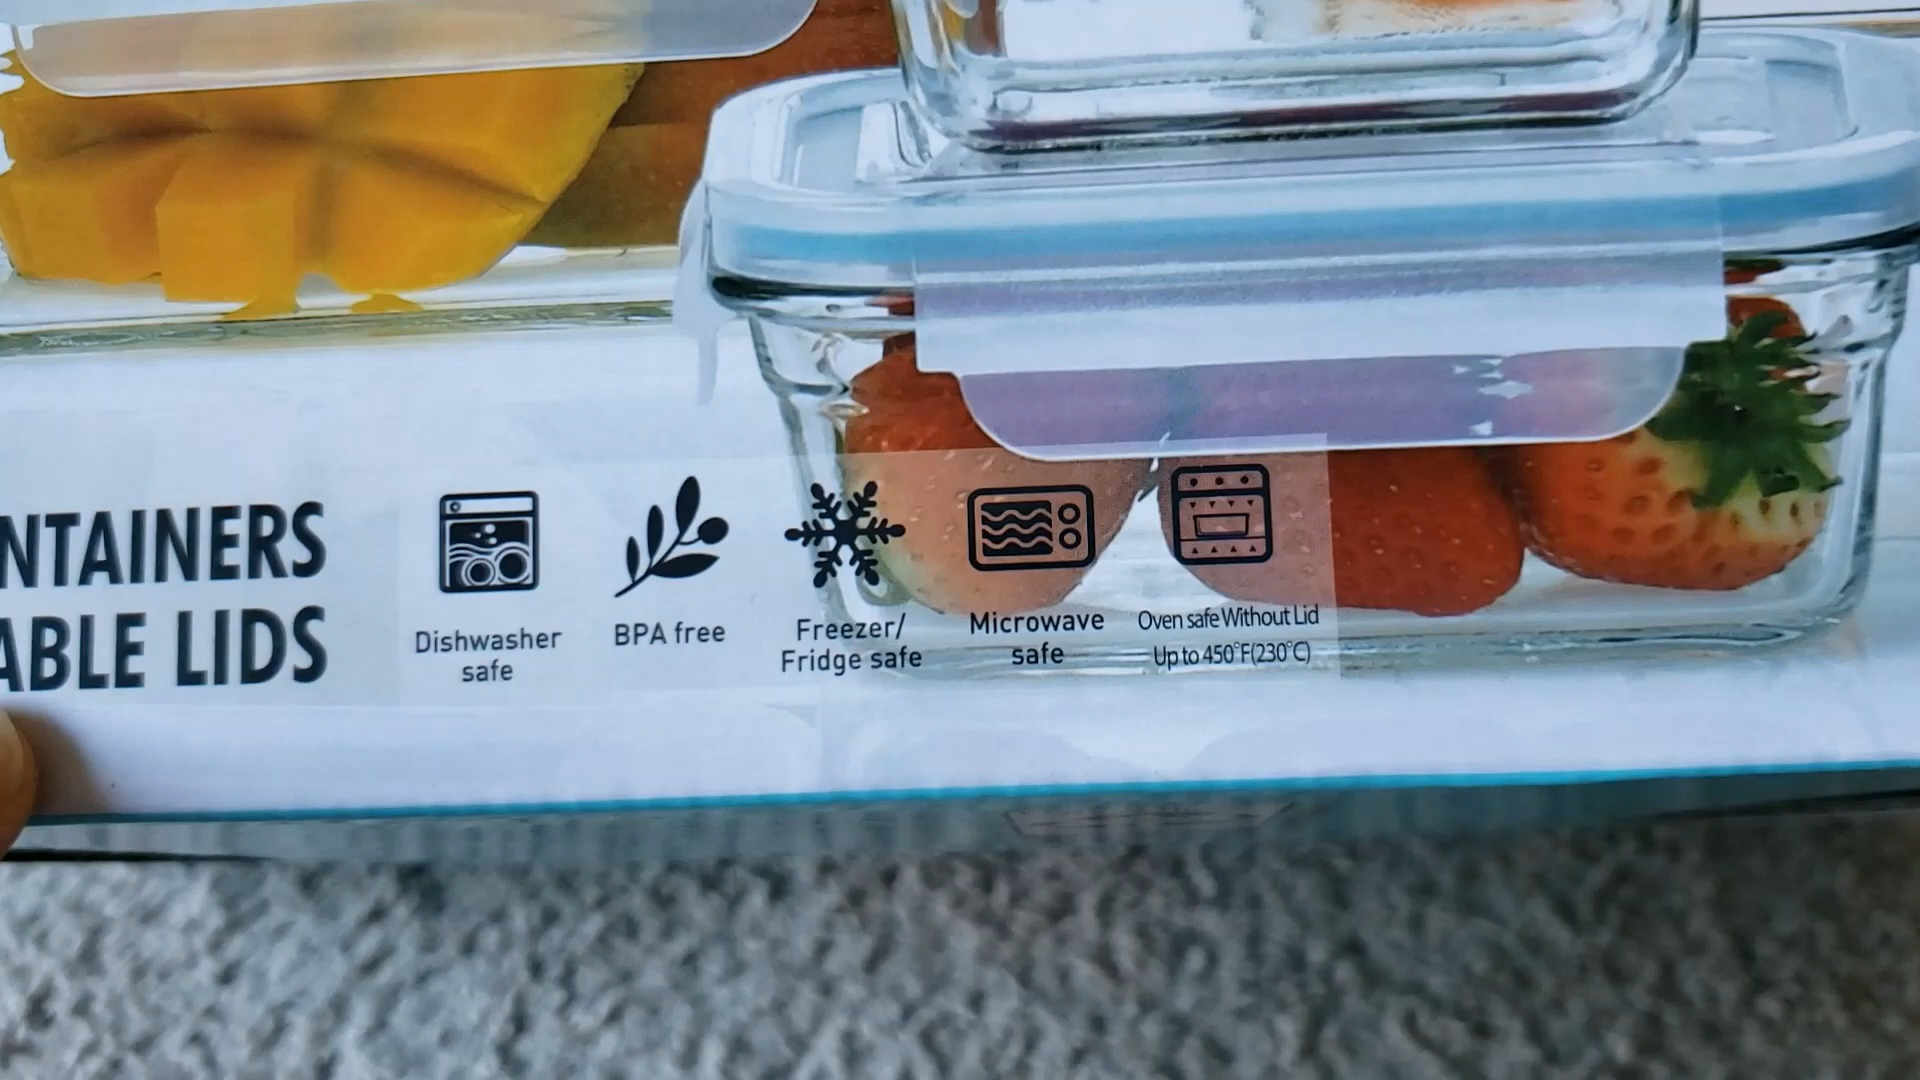 NTAINERS
ABLE LIDS
Dishwasher
safe
BPA free
Freezer/
Fridge safe
Microwave
safe
Oven safe Without Lid
Up to 450°F(230°C)